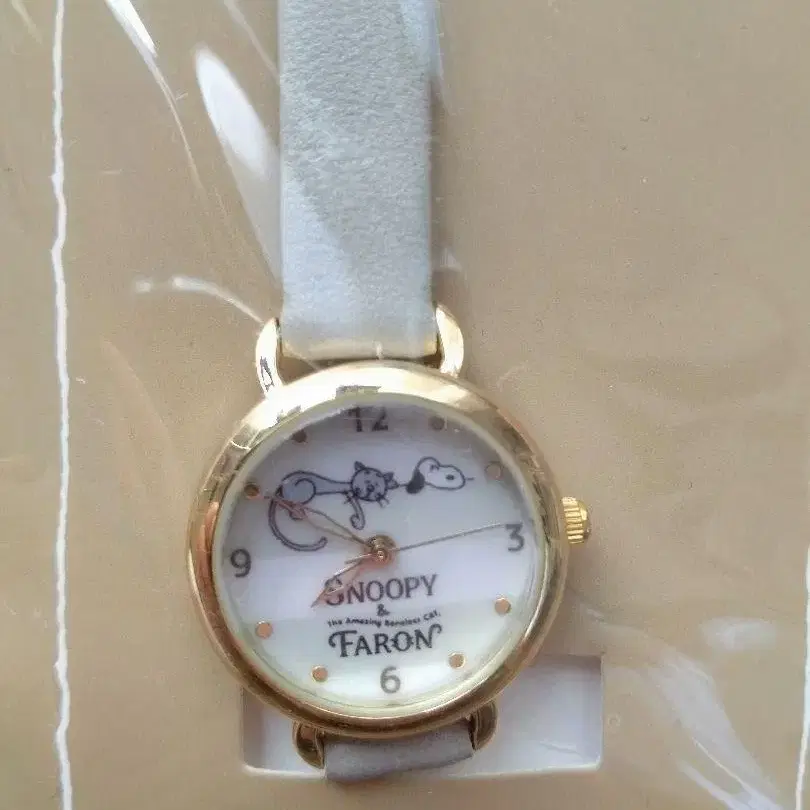 12
9
3
SNOOPY
&
The Amazing Boneless Cat.
FARON
6